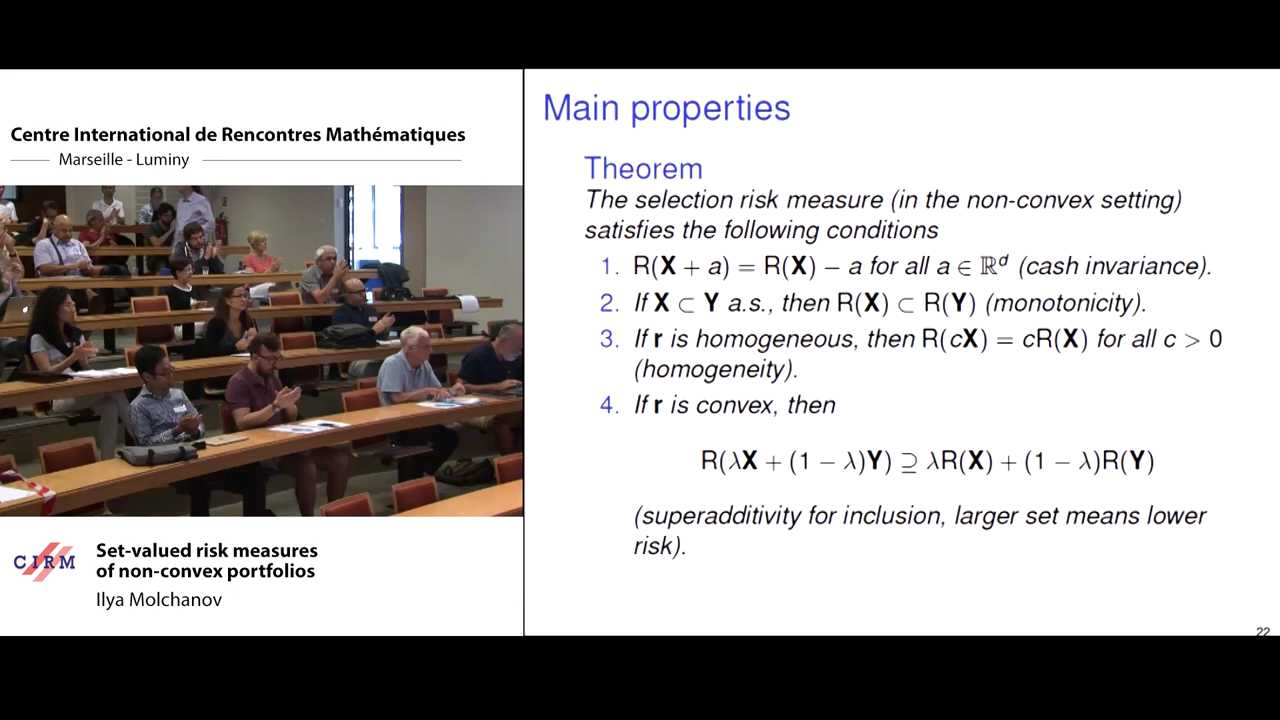 Centre International de Rencontres Mathématiques
Marseille - Luminy
CIRM
Set-valued risk measures
of non-convex portfolios
Ilya Molchanov
Main properties
Theorem
The selection risk measure (in the non-convex setting)
satisfies the following conditions
1. R(X + a) = R(X) − a for all a ∈ ℝᵈ (cash invariance).
2. If X ⊂ Y a.s., then R(X) ⊂ R(Y) (monotonicity).
3. If r is homogeneous, then R(cX) = cR(X) for all c > 0
(homogeneity).
4. If r is convex, then
R(λX + (1 − λ)Y) ⊇ λR(X) + (1 − λ)R(Y)
(superadditivity for inclusion, larger set means lower
risk).
22